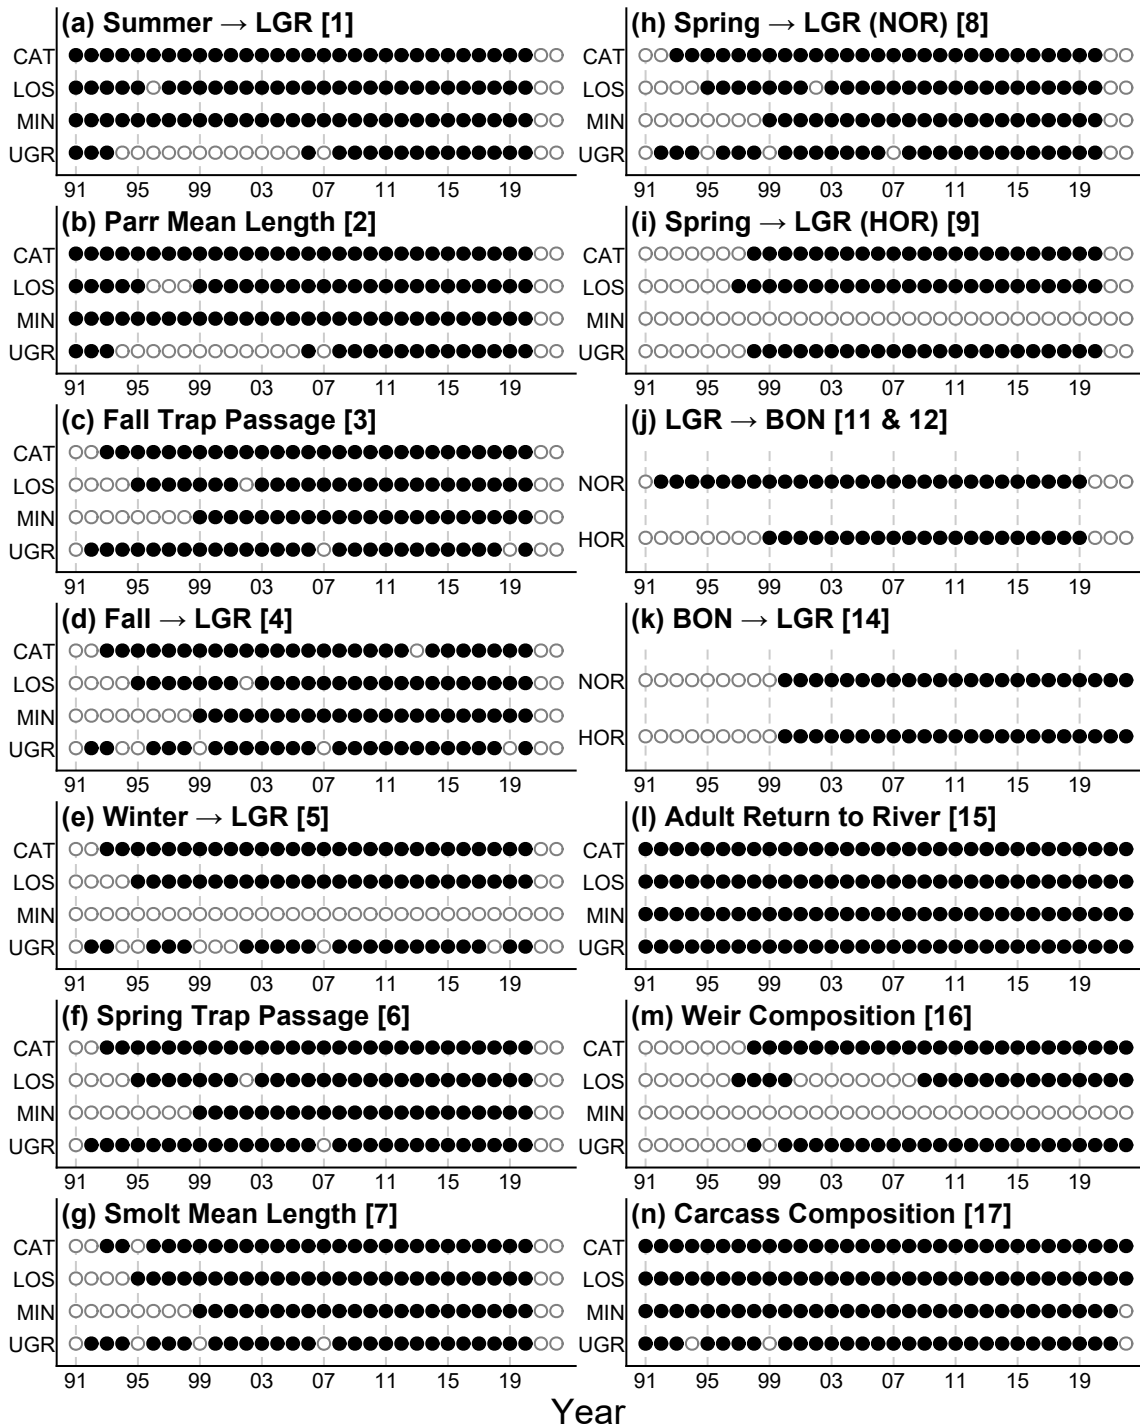 (a) Summer → LGR [1]
CAT
LOS
MIN
UGR
91 95 99 03 07 11 15 19
(b) Parr Mean Length [2]
CAT
LOS
MIN
UGR
91 95 99 03 07 11 15 19
(c) Fall Trap Passage [3]
CAT
LOS
MIN
UGR
91 95 99 03 07 11 15 19
(d) Fall → LGR [4]
CAT
LOS
MIN
UGR
91 95 99 03 07 11 15 19
(e) Winter → LGR [5]
CAT
LOS
MIN
UGR
91 95 99 03 07 11 15 19
(f) Spring Trap Passage [6]
CAT
LOS
MIN
UGR
91 95 99 03 07 11 15 19
(g) Smolt Mean Length [7]
CAT
LOS
MIN
UGR
91 95 99 03 07 11 15 19
(h) Spring → LGR (NOR) [8]
CAT
LOS
MIN
UGR
91 95 99 03 07 11 15 19
(i) Spring → LGR (HOR) [9]
CAT
LOS
MIN
UGR
91 95 99 03 07 11 15 19
(j) LGR → BON [11 & 12]
NOR
HOR
91 95 99 03 07 11 15 19
(k) BON → LGR [14]
NOR
HOR
91 95 99 03 07 11 15 19
(l) Adult Return to River [15]
CAT
LOS
MIN
UGR
91 95 99 03 07 11 15 19
(m) Weir Composition [16]
CAT
LOS
MIN
UGR
91 95 99 03 07 11 15 19
(n) Carcass Composition [17]
CAT
LOS
MIN
UGR
91 95 99 03 07 11 15 19
Year